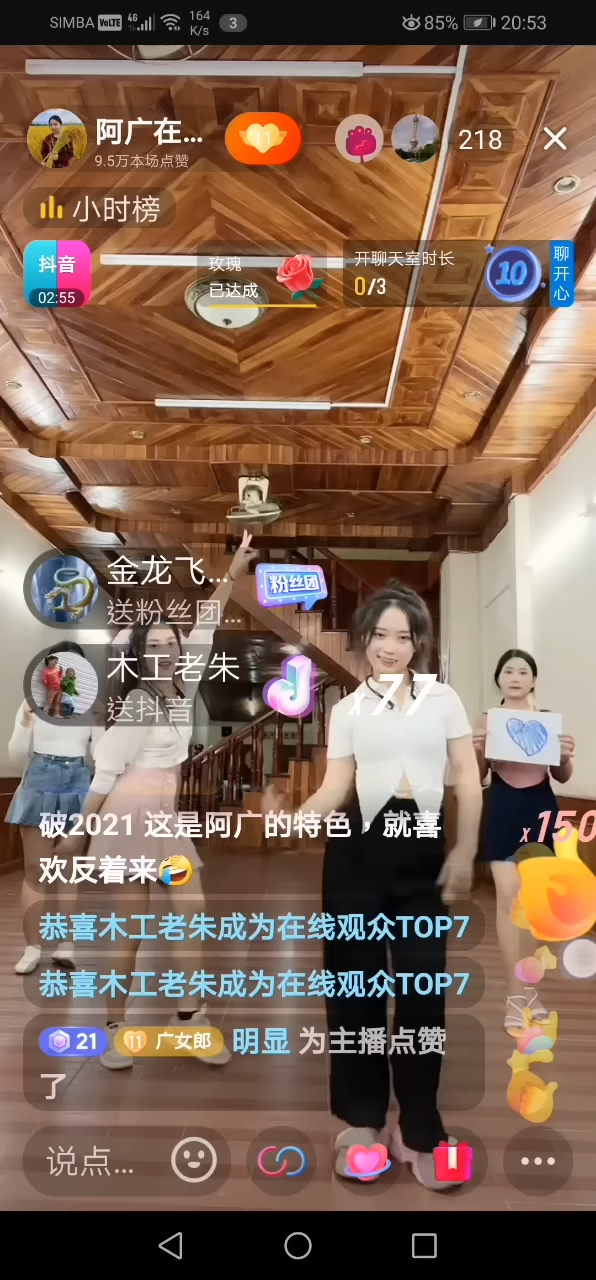 SIMBA VoLTE 4G 164 K/s 3 85% 20:53
阿广在... 11 218
9.5万本场点赞
小时榜
抖音
02:55
玫瑰
已达成
开聊天室时长
0/3
10
聊开心
金龙飞...
送粉丝团...
粉丝团
木工老朱
送抖音
x77
x150
破2021 这是阿广的特色，就喜
欢反着来🤣
恭喜木工老朱成为在线观众TOP7
恭喜木工老朱成为在线观众TOP7
21 11 广女郎 明显 为主播点赞
了
说点...